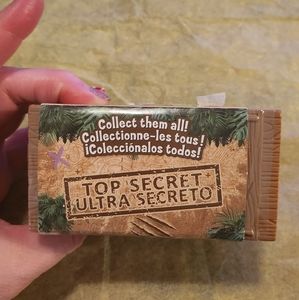 Collect them all!
Collectionne-les tous!
¡Colecciónalos todos!
TOP SECRET
ULTRA SECRETO